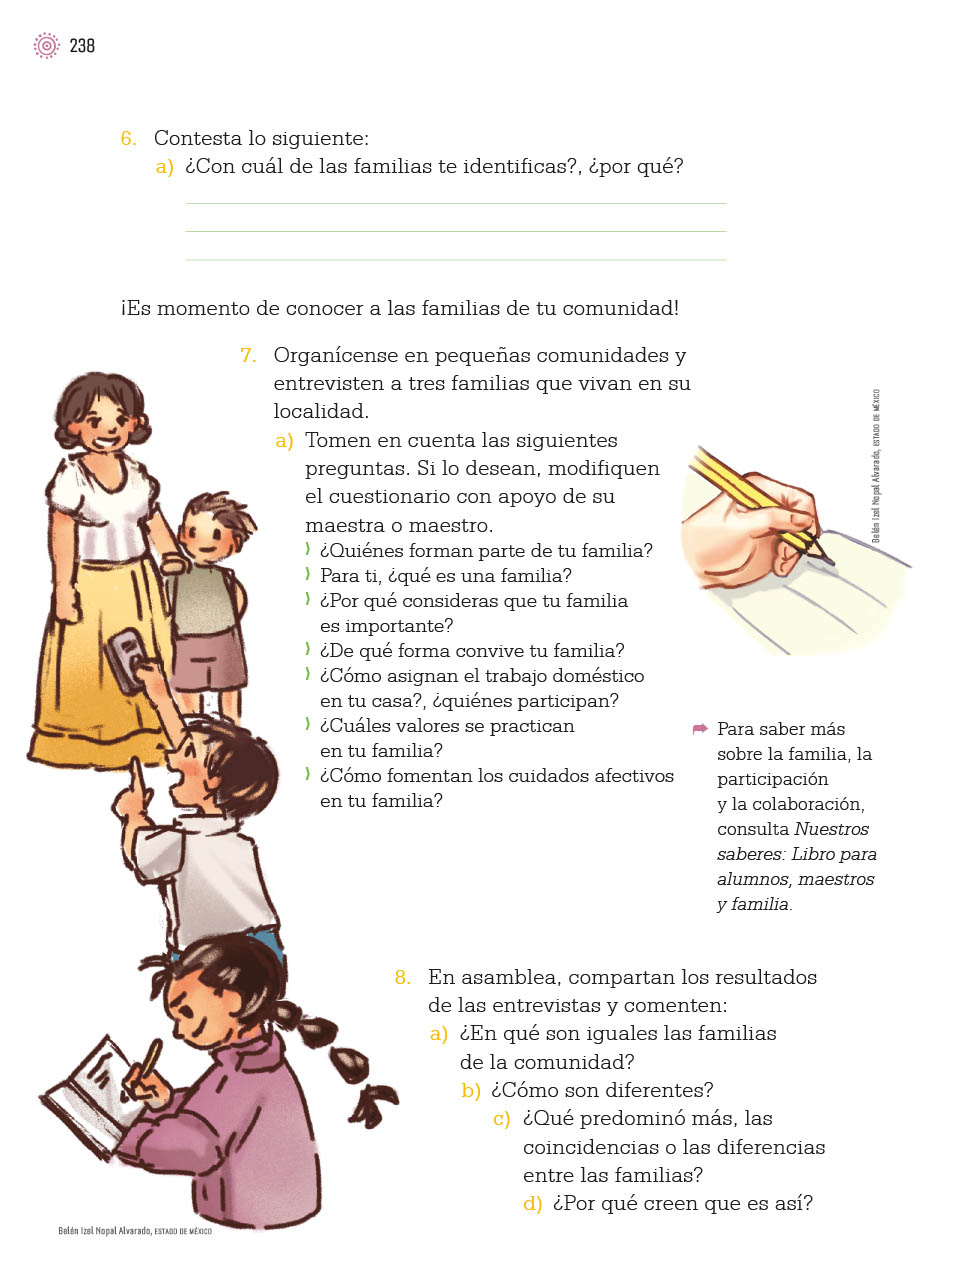 238
6. Contesta lo siguiente:
a) ¿Con cuál de las familias te identificas?, ¿por qué?
¡Es momento de conocer a las familias de tu comunidad!
7. Organícense en pequeñas comunidades y
entrevisten a tres familias que vivan en su
localidad.
a) Tomen en cuenta las siguientes
preguntas. Si lo desean, modifiquen
el cuestionario con apoyo de su
maestra o maestro.
¿Quiénes forman parte de tu familia?
Para ti, ¿qué es una familia?
¿Por qué consideras que tu familia
es importante?
¿De qué forma convive tu familia?
¿Cómo asignan el trabajo doméstico
en tu casa?, ¿quiénes participan?
¿Cuáles valores se practican
en tu familia?
¿Cómo fomentan los cuidados afectivos
en tu familia?
Belén Izel Nopal Alvarado, ESTADO DE MÉXICO
Para saber más
sobre la familia, la
participación
y la colaboración,
consulta Nuestros
saberes: Libro para
alumnos, maestros
y familia.
8. En asamblea, compartan los resultados
de las entrevistas y comenten:
a) ¿En qué son iguales las familias
de la comunidad?
b) ¿Cómo son diferentes?
c) ¿Qué predominó más, las
coincidencias o las diferencias
entre las familias?
d) ¿Por qué creen que es así?
Belén Izel Nopal Alvarado, ESTADO DE MÉXICO